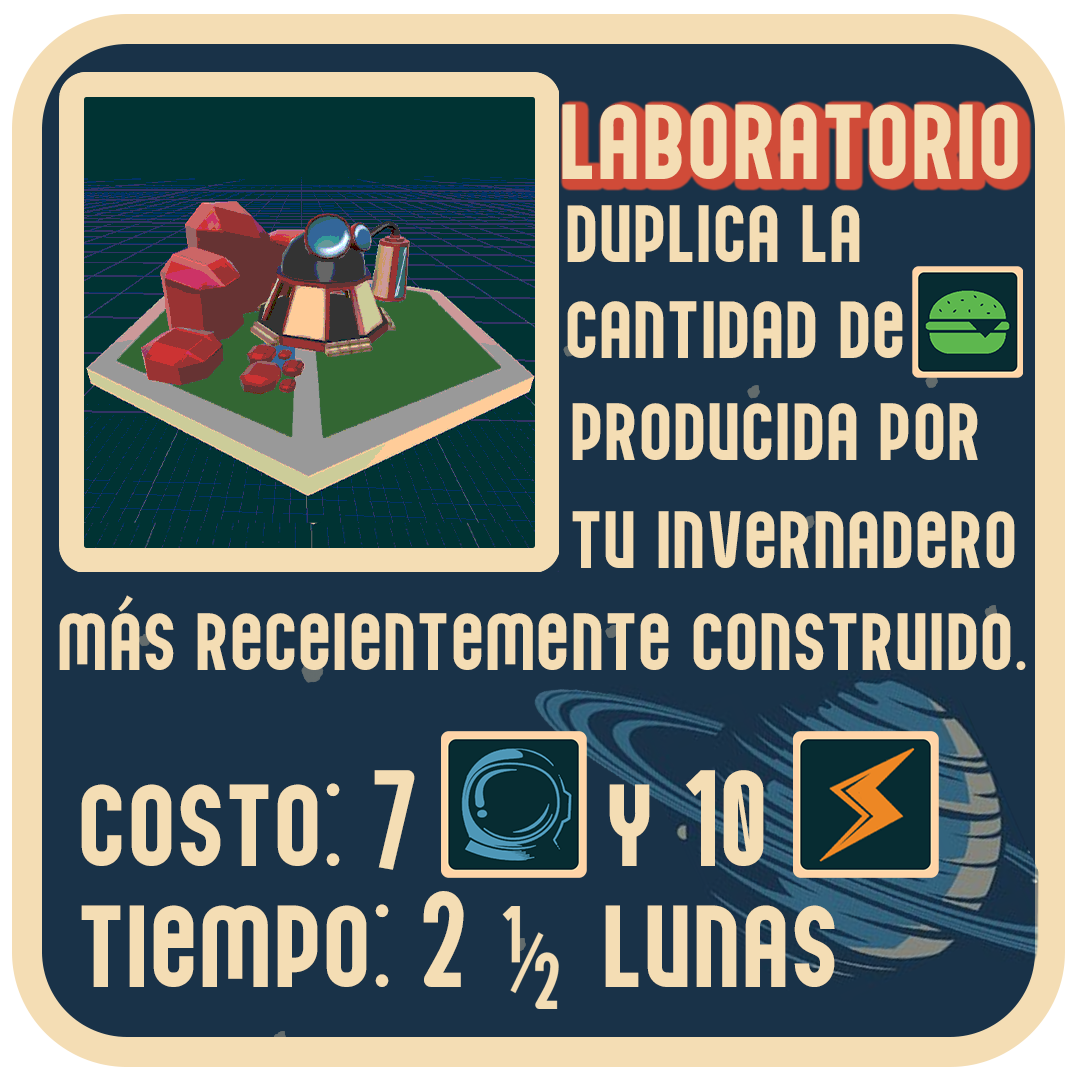 LABORATORIO
DUPLICA LA
CANTIDAD DE
PRODUCIDA POR
TU INVERNADERO
MÁS RECEIENTEMENTE CONSTRUIDO.
COSTO: 7 Y 10
TIEMPO: 2 ½ LUNAS